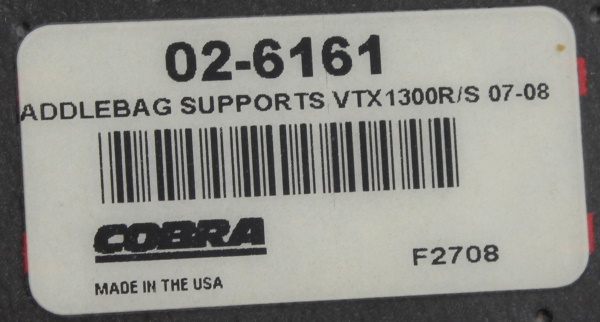 02-6161
ADDLEBAG SUPPORTS VTX1300R/S 07-08
COBRA
F2708
MADE IN THE USA